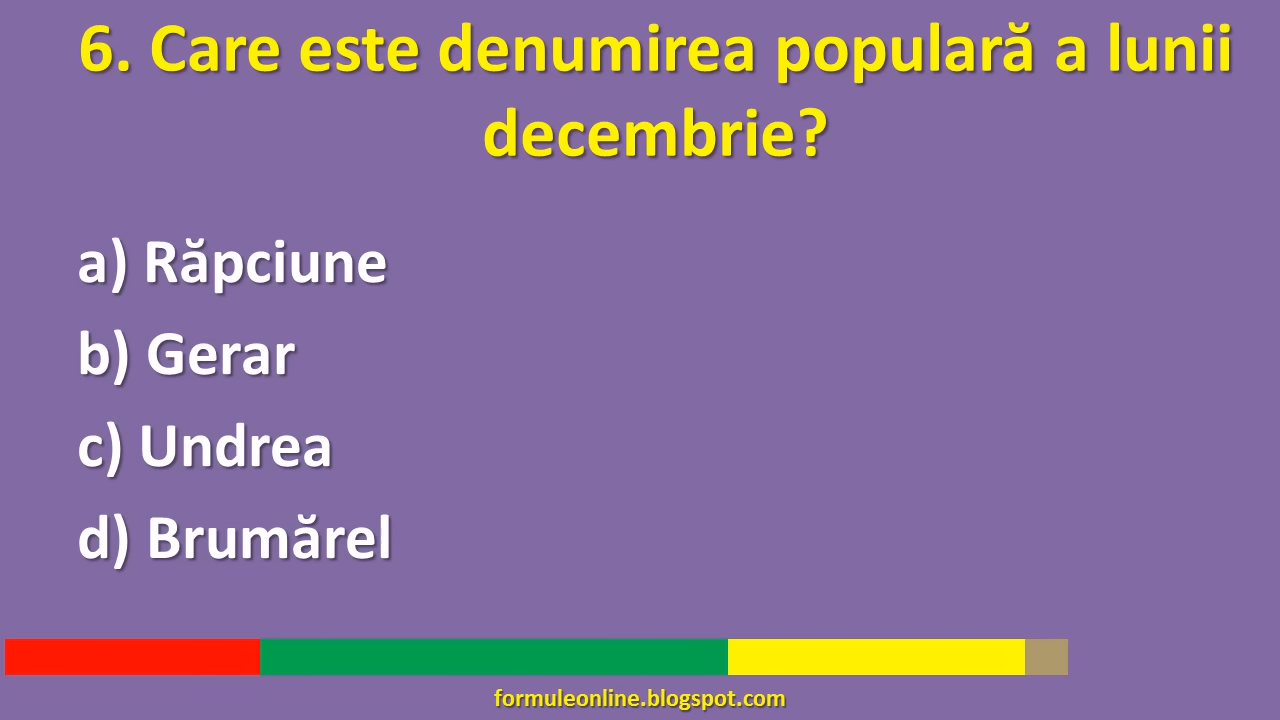 6. Care este denumirea populară a lunii
decembrie?
a) Răpciune
b) Gerar
c) Undrea
d) Brumărel
formuleonline.blogspot.com